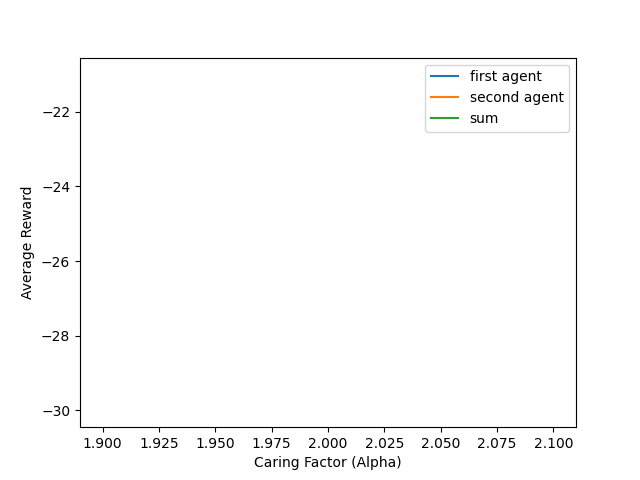 first agent
second agent
sum
−22
−24
−26
−28
−30
Average Reward
1.900 1.925 1.950 1.975 2.000 2.025 2.050 2.075 2.100
Caring Factor (Alpha)